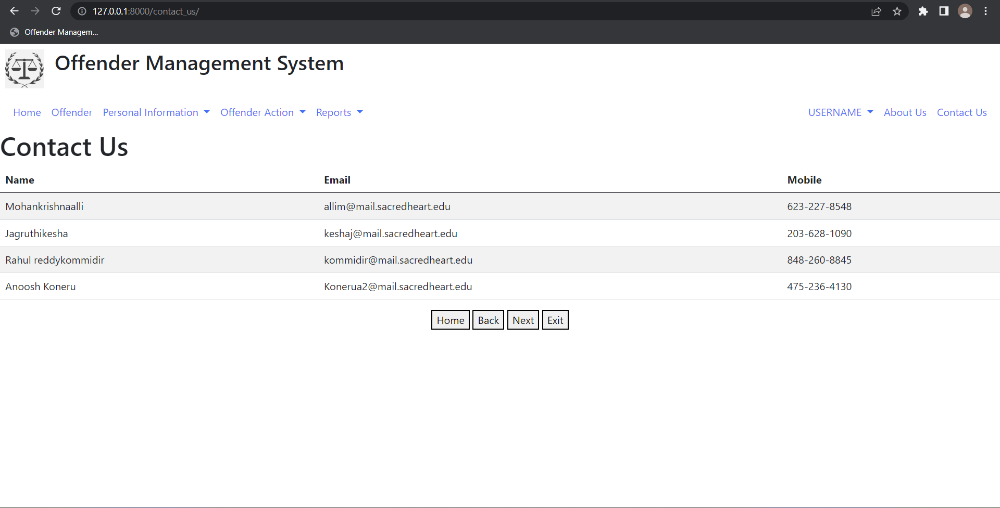 127.0.0.1:8000/contact_us/
Offender Managem...
Offender Management System
Home Offender Personal Information Offender Action Reports USERNAME About Us Contact Us
Contact Us
Name Email Mobile
Mohankrishnaalli allim@mail.sacredheart.edu 623-227-8548
Jagruthikesha keshaj@mail.sacredheart.edu 203-628-1090
Rahul reddykommidir kommidir@mail.sacredheart.edu 848-260-8845
Anoosh Koneru Konerua2@mail.sacredheart.edu 475-236-4130
Home Back Next Exit